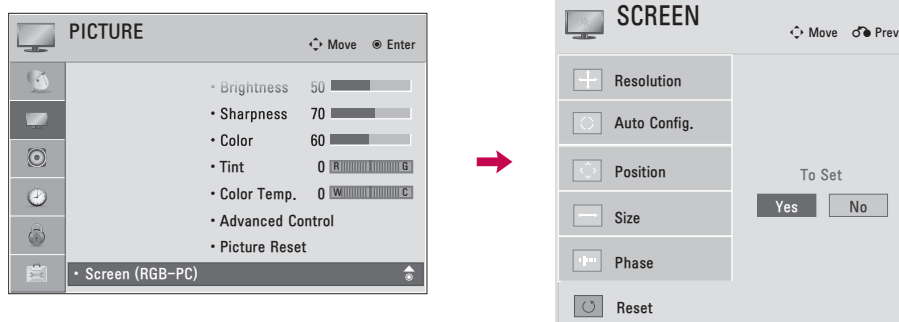 PICTURE
Move Enter
• Brightness 50
• Sharpness 70
• Color 60
• Tint 0 R G
• Color Temp. 0 W C
• Advanced Control
• Picture Reset
• Screen (RGB-PC)
SCREEN
Move Prev
Resolution
Auto Config.
Position
Size
Phase
Reset
To Set
Yes No